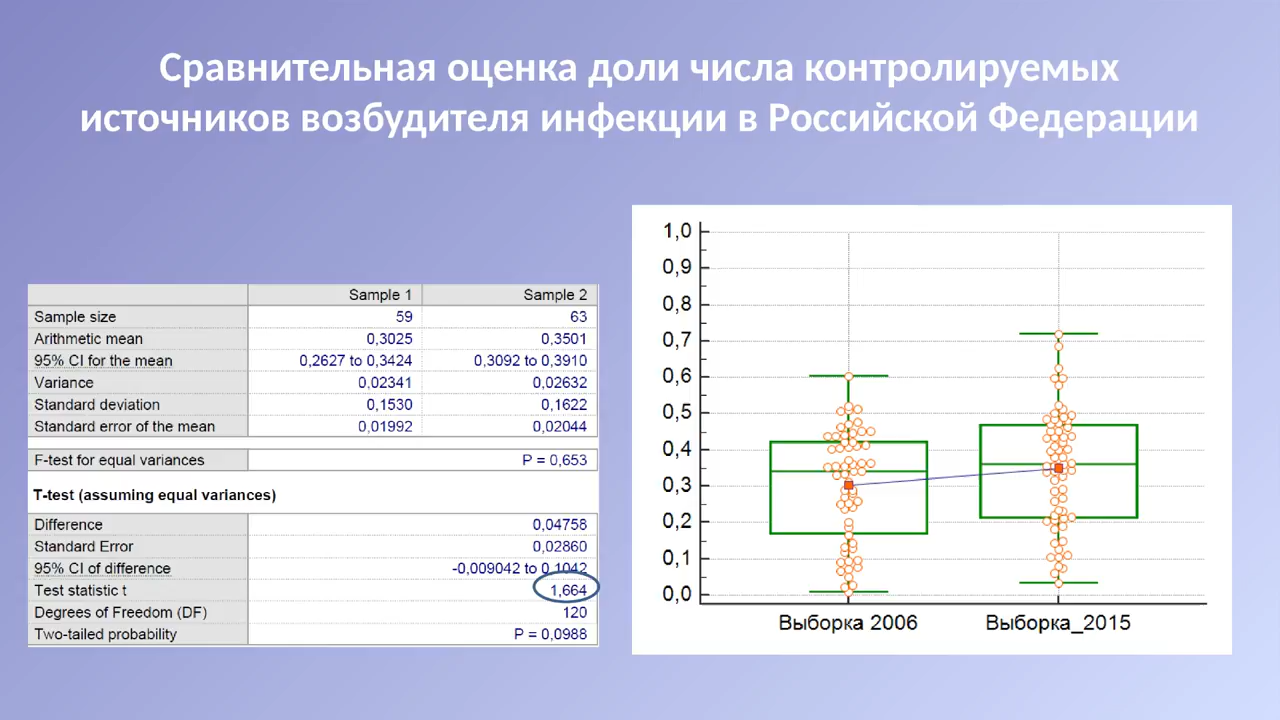 Сравнительная оценка доли числа контролируемых
источников возбудителя инфекции в Российской Федерации
Sample 1 Sample 2
Sample size 59 63
Arithmetic mean 0,3025 0,3501
95% CI for the mean 0,2627 to 0,3424 0,3092 to 0,3910
Variance 0,02341 0,02632
Standard deviation 0,1530 0,1622
Standard error of the mean 0,01992 0,02044
F-test for equal variances P = 0,653
T-test (assuming equal variances)
Difference 0,04758
Standard Error 0,02860
95% CI of difference -0,009042 to 0,1042
Test statistic t 1,664
Degrees of Freedom (DF) 120
Two-tailed probability P = 0,0988
1,0
0,9
0,8
0,7
0,6
0,5
0,4
0,3
0,2
0,1
0,0
Выборка 2006 Выборка_2015